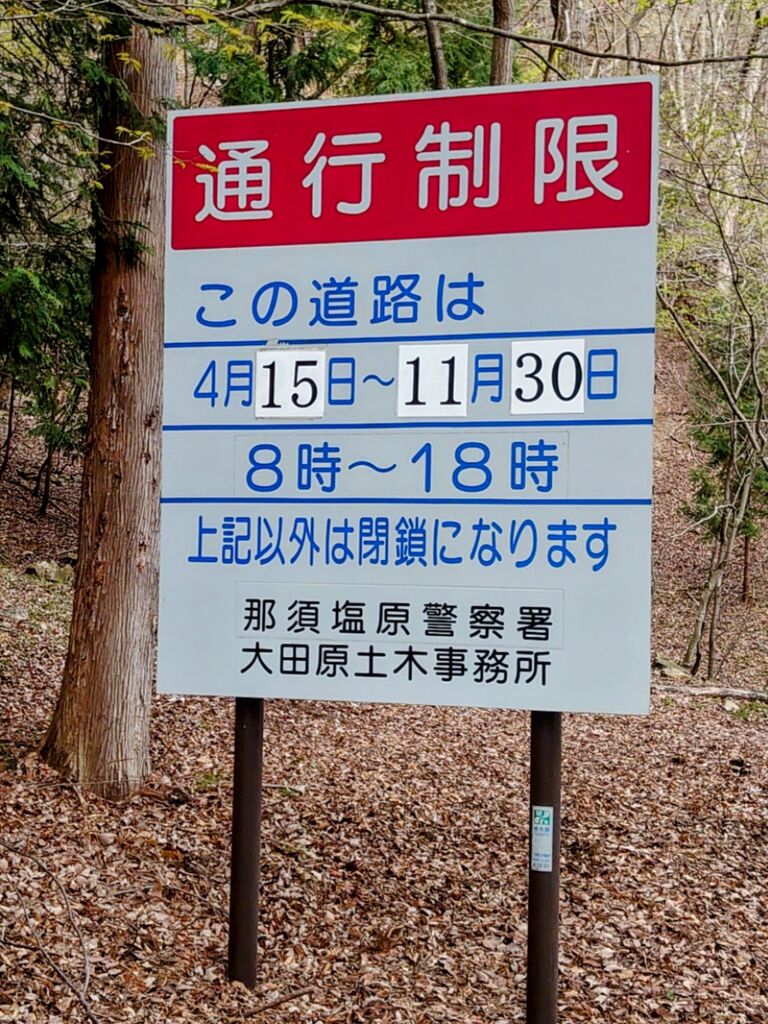 通行制限
この道路は
4月15日～11月30日
8時～18時
上記以外は閉鎖になります
那須塩原警察署
大田原土木事務所